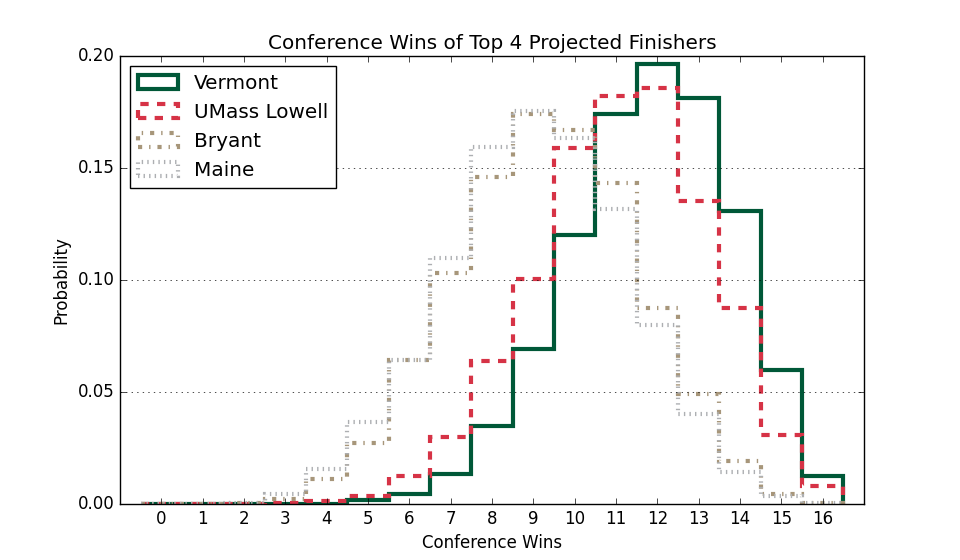 Conference Wins of Top 4 Projected Finishers
Vermont
UMass Lowell
Bryant
Maine
0.20
0.15
0.10
0.05
0.00
Probability
0 1 2 3 4 5 6 7 8 9 10 11 12 13 14 15 16
Conference Wins